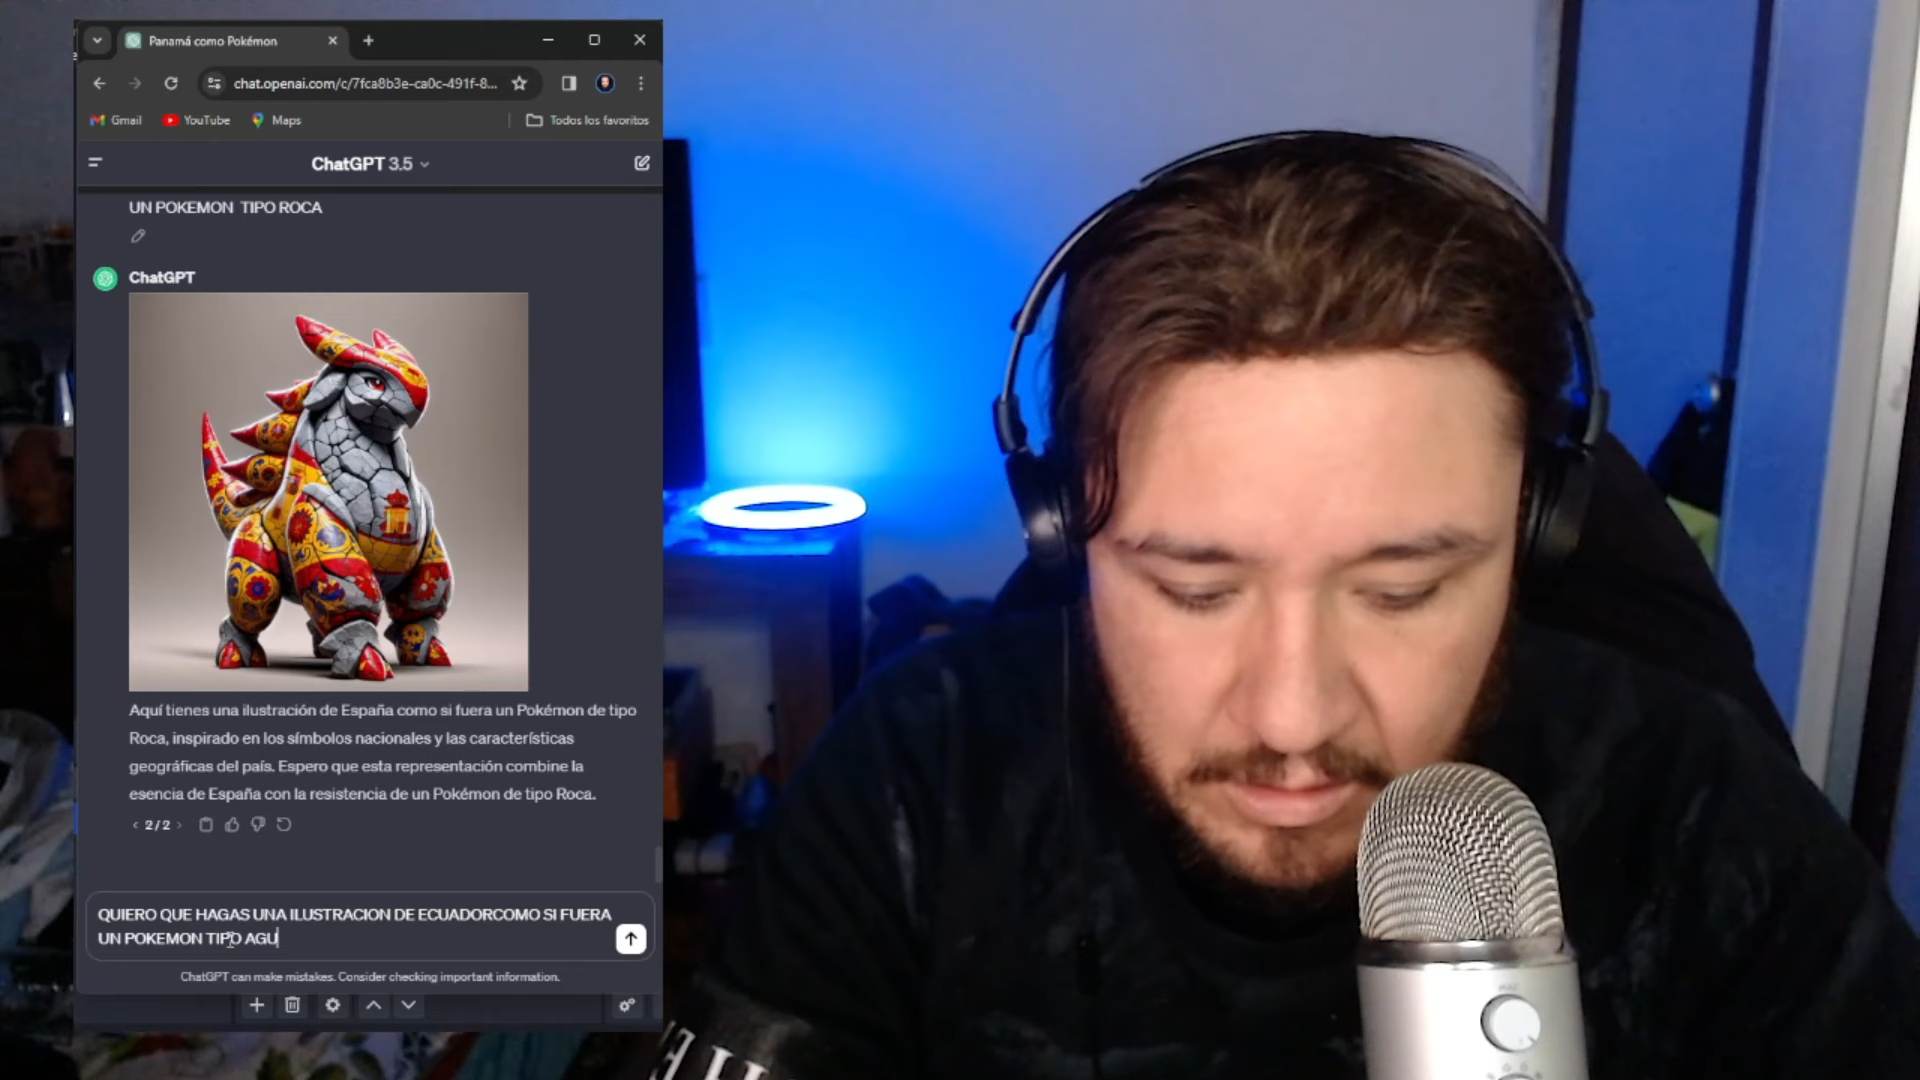 Panamá como Pokémon
chat.openai.com/c/7fca8b3e-ca0c-491f-8...
Gmail YouTube Maps Todos los favoritos
ChatGPT 3.5
UN POKEMON TIPO ROCA
ChatGPT
Aquí tienes una ilustración de España como si fuera un Pokémon de tipo
Roca, inspirado en los símbolos nacionales y las características
geográficas del país. Espero que esta representación combine la
esencia de España con la resistencia de un Pokémon de tipo Roca.
2/2
QUIERO QUE HAGAS UNA ILUSTRACION DE ECUADORCOMO SI FUERA
UN POKEMON TIPO AGU
ChatGPT can make mistakes. Consider checking important information.